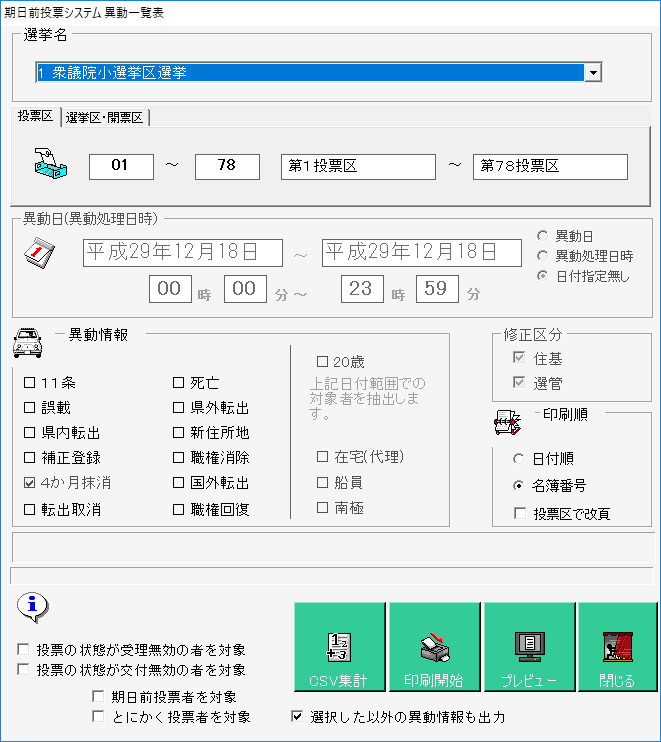 期日前投票システム 異動一覧表
選挙名
1 衆議院小選挙区選挙
投票区 選挙区・開票区
01 ～ 78 第1投票区 ～ 第78投票区
異動日(異動処理日時)
平成29年12月18日 ～ 平成29年12月18日
00 時 00 分 ～ 23 時 59 分
異動日
異動処理日時
日付指定無し
異動情報
11条
誤載
県内転出
補正登録
4か月抹消
転出取消
死亡
県外転出
新住所地
職権消除
国外転出
職権回復
20歳
上記日付範囲での
対象者を抽出しま
す。
在宅(代理)
船員
南極
修正区分
住基
選管
印刷順
日付順
名簿番号
投票区で改頁
投票の状態が受理無効の者を対象
投票の状態が交付無効の者を対象
期日前投票者を対象
とにかく投票者を対象
CSV集計
印刷開始
プレビュー
閉じる
選択した以外の異動情報も出力